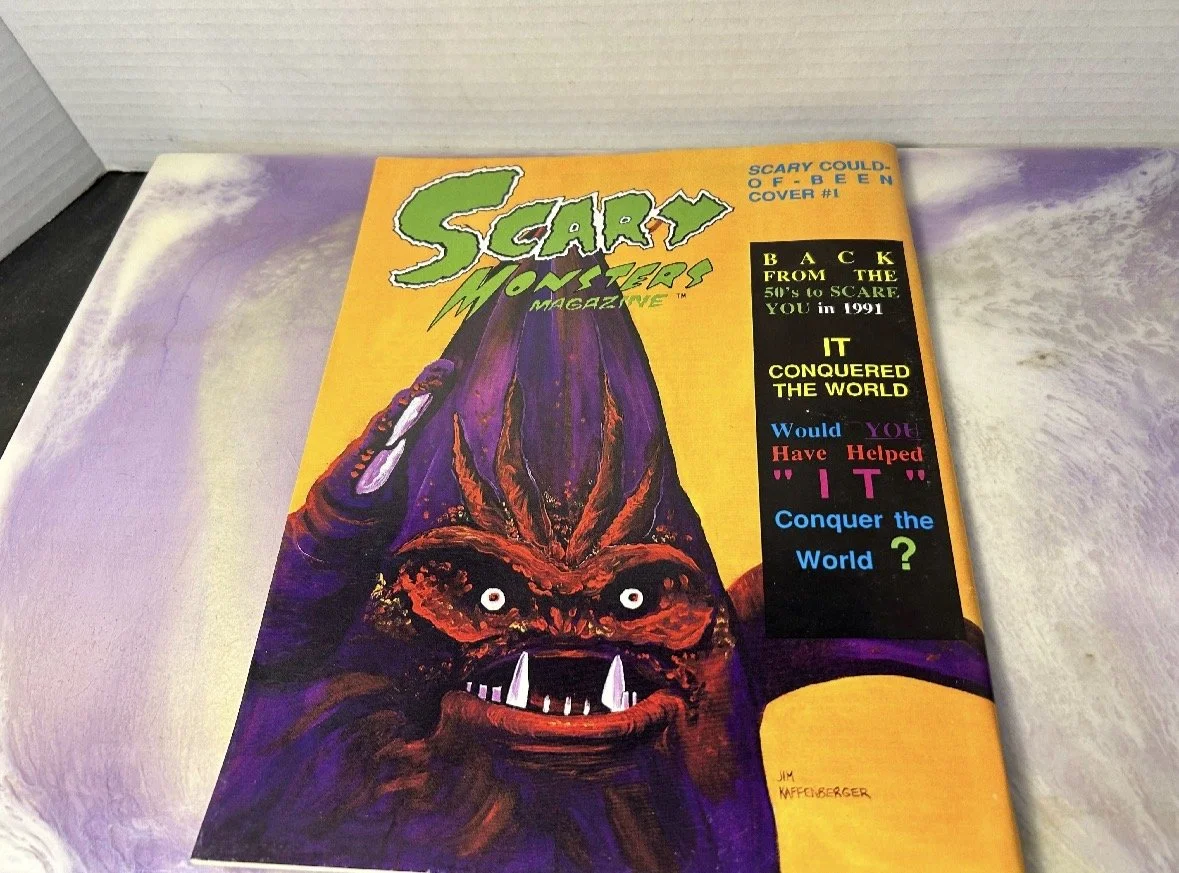 SCARY
MONSTERS
MAGAZINE™
SCARY COULD-
OF-BEEN
COVER #1
BACK
FROM THE
50's to SCARE
YOU in 1991
IT
CONQUERED
THE WORLD
Would YOU
Have Helped
"IT"
Conquer the
World ?
JIM
KAFFENBERGER